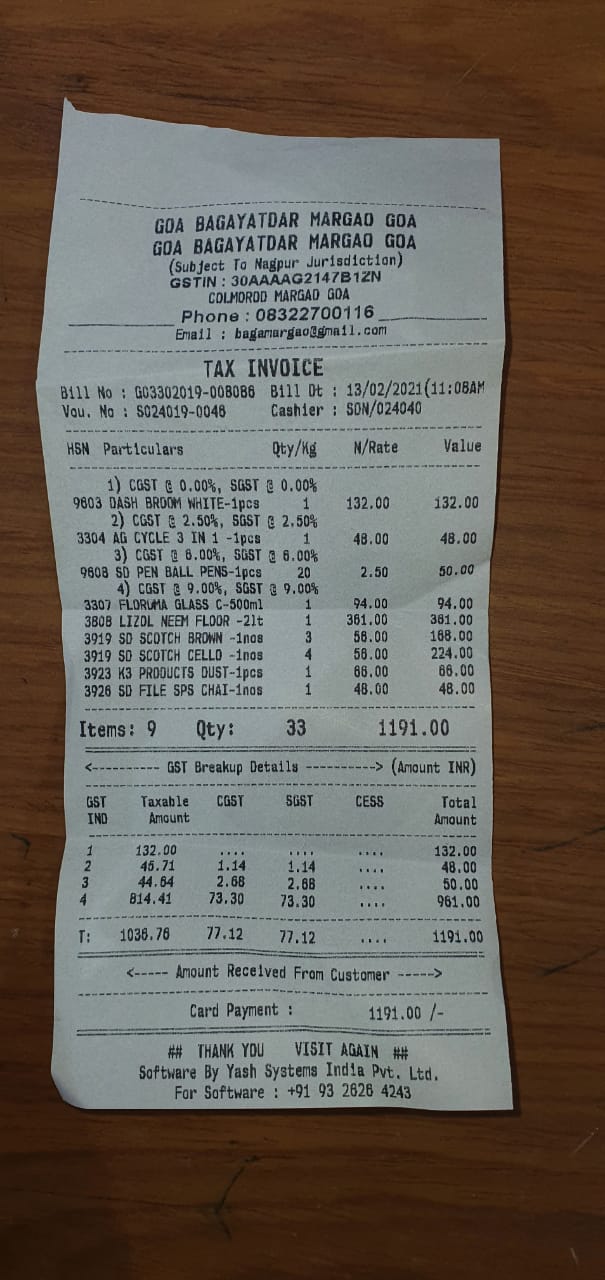 GOA BAGAYATDAR MARGAO GOA
GOA BAGAYATDAR MARGAO GOA
(Subject To Nagpur Jurisdiction)
GSTIN : 30AAAAG2147B1ZN
COLMOROD MARGAO GOA
Phone : 08322700116
Email : bagamargao@gmail.com
TAX INVOICE
Bill No : G03302019-008086 Bill Dt : 13/02/2021(11:08AM
Vou. No : S024019-0046 Cashier : SON/024040
HSN Particulars Qty/Kg N/Rate Value
1) CGST @ 0.00%, SGST @ 0.00%
9603 DASH BROOM WHITE-1pcs 1 132.00 132.00
2) CGST @ 2.50%, SGST @ 2.50%
3304 AG CYCLE 3 IN 1 -1pcs 1 48.00 48.00
3) CGST @ 6.00%, SGST @ 6.00%
9608 SD PEN BALL PENS-1pcs 20 2.50 50.00
4) CGST @ 9.00%, SGST @ 9.00%
3307 FLORUMA GLASS C-500ml 1 94.00 94.00
3808 LIZOL NEEM FLOOR -2lt 1 361.00 361.00
3919 SD SCOTCH BROWN -1nos 3 56.00 168.00
3919 SD SCOTCH CELLO -1nos 4 56.00 224.00
3923 K3 PRODUCTS DUST-1pcs 1 66.00 66.00
3926 SD FILE SPS CHAI-1nos 1 48.00 48.00
Items: 9 Qty: 33 1191.00
<---------- GST Breakup Details ----------> (Amount INR)
GST Taxable CGST SGST CESS Total
IND Amount Amount
1 132.00 .... .... .... 132.00
2 45.71 1.14 1.14 .... 48.00
3 44.64 2.68 2.68 .... 50.00
4 814.41 73.30 73.30 .... 961.00
T: 1036.76 77.12 77.12 .... 1191.00
<----- Amount Received From Customer ----->
Card Payment : 1191.00 /-
## THANK YOU VISIT AGAIN ##
Software By Yash Systems India Pvt. Ltd.
For Software : +91 93 2626 4243